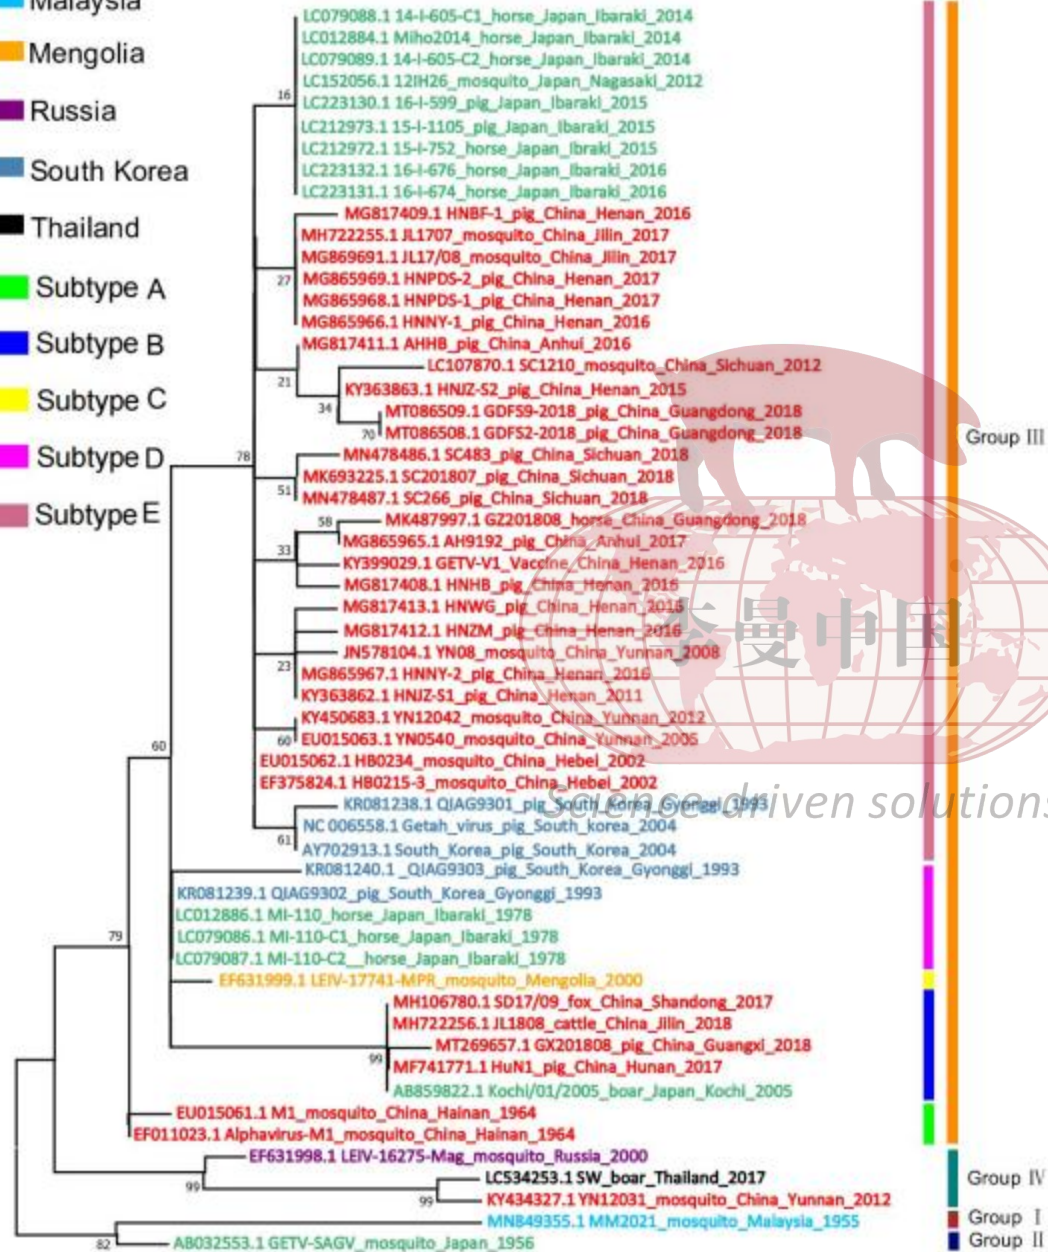 Malaysia
Mengolia
Russia
South Korea
Thailand
Subtype A
Subtype B
Subtype C
Subtype D
Subtype E
LC079088.1 14-I-605-C1_horse_Japan_Ibaraki_2014
LC012884.1 Miho2014_horse_Japan_Ibaraki_2014
LC079089.1 14-I-605-C2_horse_Japan_Ibaraki_2014
LC152056.1 12IH26_mosquito_Japan_Nagasaki_2012
16
LC223130.1 16-I-599_pig_Japan_Ibaraki_2015
LC212973.1 15-I-1105_pig_Japan_Ibaraki_2015
LC212972.1 15-I-752_horse_Japan_Ibraki_2015
LC223132.1 16-I-676_horse_Japan_Ibaraki_2016
LC223131.1 16-I-674_horse_Japan_Ibaraki_2016
MG817409.1 HNBF-1_pig_China_Henan_2016
MH722255.1 JL1707_mosquito_China_Jilin_2017
MG869691.1 JL17/08_mosquito_China_Jilin_2017
27
MG865969.1 HNPDS-2_pig_China_Henan_2017
MG865968.1 HNPDS-1_pig_China_Henan_2017
MG865966.1 HNNY-1_pig_China_Henan_2016
MG817411.1 AHHB_pig_China_Anhui_2016
LC107870.1 SC1210_mosquito_China_Sichuan_2012
21
KY363863.1 HNJZ-S2_pig_China_Henan_2015
34
MT086509.1 GDFS9-2018_pig_China_Guangdong_2018
70
MT086508.1 GDFS2-2018_pig_China_Guangdong_2018
Group III
78
MN478486.1 SC483_pig_China_Sichuan_2018
MK693225.1 SC201807_pig_China_Sichuan_2018
51
MN478487.1 SC266_pig_China_Sichuan_2018
58
MK487997.1 GZ201808_horse_China_Guangdong_2018
33
MG865965.1 AH9192_pig_China_Anhui_2017
KY399029.1 GETV-V1_Vaccine_China_Henan_2016
MG817408.1 HNHB_pig_China_Henan_2016
MG817413.1 HNWG_pig_China_Henan_2016
MG817412.1 HNZM_pig_China_Henan_2016
李曼中国
JN578104.1 YN08_mosquito_China_Yunnan_2008
23
MG865967.1 HNNY-2_pig_China_Henan_2016
KY363862.1 HNJZ-S1_pig_China_Henan_2011
KY450683.1 YN12042_mosquito_China_Yunnan_2012
60
EU015063.1 YN0540_mosquito_China_Yunnan_2005
60
EU015062.1 HB0234_mosquito_China_Hebei_2002
EF375824.1 HB0215-3_mosquito_China_Hebei_2002
KR081238.1 QIAG9301_pig_South_Korea_Gyonggi_1993
Science-driven solutions
NC 006558.1 Getah_virus_pig_South_korea_2004
61
AY702913.1 South_Korea_pig_South_Korea_2004
KR081240.1 _QIAG9303_pig_South_Korea_Gyonggi_1993
KR081239.1 QIAG9302_pig_South_Korea_Gyonggi_1993
LC012886.1 MI-110_horse_Japan_Ibaraki_1978
79
LC079086.1 MI-110-C1_horse_Japan_Ibaraki_1978
LC079087.1 MI-110-C2__horse_Japan_Ibaraki_1978
EF631999.1 LEIV-17741-MPR_mosquito_Mengolia_2000
MH106780.1 SD17/09_fox_China_Shandong_2017
MH722256.1 JL1808_cattle_China_Jilin_2018
MT269657.1 GX201808_pig_China_Guangxi_2018
99
MF741771.1 HuN1_pig_China_Hunan_2017
AB859822.1 Kochi/01/2005_boar_Japan_Kochi_2005
EU015061.1 M1_mosquito_China_Hainan_1964
EF011023.1 Alphavirus-M1_mosquito_China_Hainan_1964
EF631998.1 LEIV-16275-Mag_mosquito_Russia_2000
LC534253.1 SW_boar_Thailand_2017
Group IV
99
99
KY434327.1 YN12031_mosquito_China_Yunnan_2012
MN849355.1 MM2021_mosquito_Malaysia_1955
Group I
82
AB032553.1 GETV-SAGV_mosquito_Japan_1956
Group II